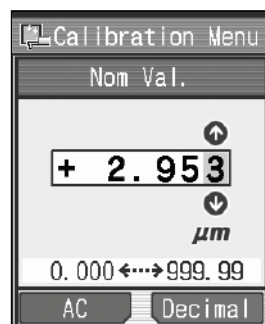 Calibration Menu
Nom Val.
+ 2.953
μm
0.000↔999.99
AC Decimal